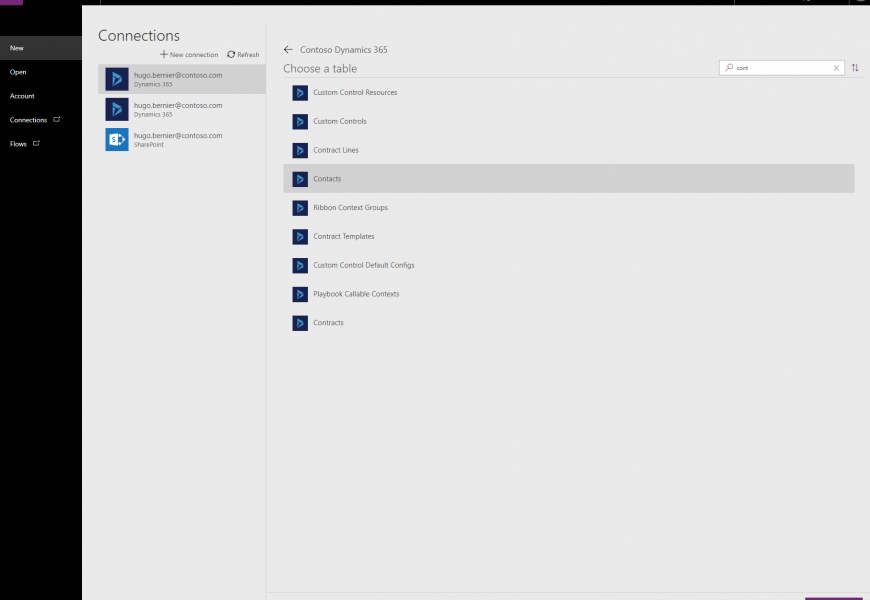 New
Open
Account
Connections
Flows
Connections
New connection
Refresh
hugo.bernier@contoso.com
Dynamics 365
hugo.bernier@contoso.com
Dynamics 365
hugo.bernier@contoso.com
SharePoint
Contoso Dynamics 365
Choose a table
cont
Custom Control Resources
Custom Controls
Contract Lines
Contacts
Ribbon Context Groups
Contract Templates
Custom Control Default Configs
Playbook Callable Contexts
Contracts